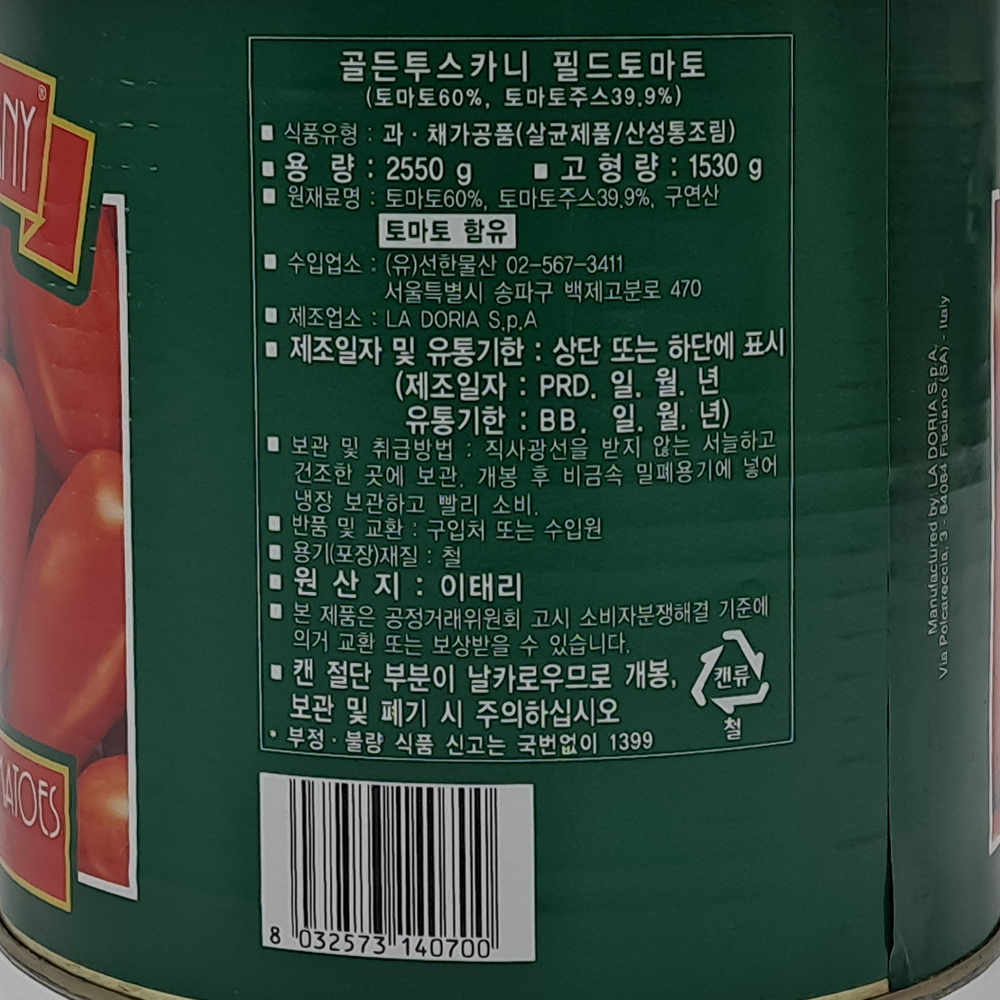 NY®
ATOES
골든투스카니 필드토마토
(토마토60%, 토마토주스39.9%)
■ 식품유형 : 과 · 채가공품(살균제품/산성통조림)
■ 용 량 : 2550 g ■ 고 형 량 : 1530 g
■ 원재료명 : 토마토60%, 토마토주스39.9%, 구연산
토마토 함유
■ 수입업소 : (유)선한물산 02-567-3411
서울특별시 송파구 백제고분로 470
■ 제조업소 : LA DORIA S.p.A
■ 제조일자 및 유통기한 : 상단 또는 하단에 표시
(제조일자 : PRD. 일. 월. 년
유통기한 : BB. 일. 월. 년)
■ 보관 및 취급방법 : 직사광선을 받지 않는 서늘하고
건조한 곳에 보관. 개봉 후 비금속 밀폐용기에 넣어
냉장 보관하고 빨리 소비.
■ 반품 및 교환 : 구입처 또는 수입원
■ 용기(포장)재질 : 철
■ 원 산 지 : 이태리
■ 본 제품은 공정거래위원회 고시 소비자분쟁해결 기준에
의거 교환 또는 보상받을 수 있습니다.
■ 캔 절단 부분이 날카로우므로 개봉,
보관 및 폐기 시 주의하십시오
• 부정 · 불량 식품 신고는 국번없이 1399
캔류
철
8 032573 140700
Manufactured by: LA DORIA S.p.A.
Via Polcareccia, 3 - 84084 Fisciano (SA) - Italy